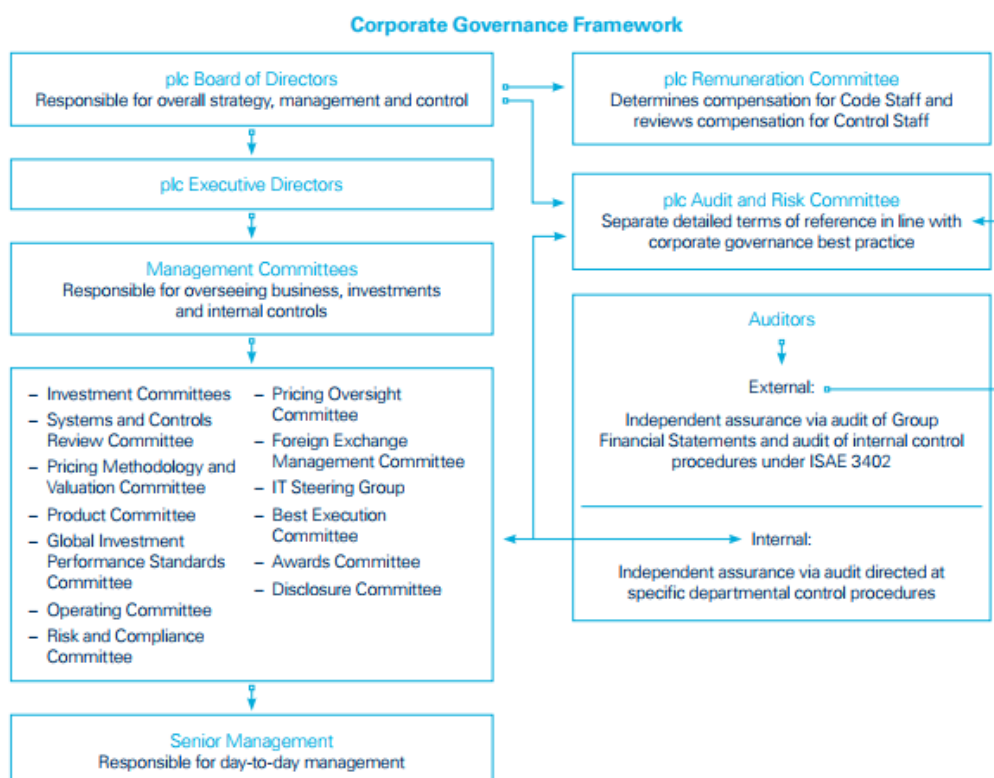 Corporate Governance Framework
plc Board of Directors
Responsible for overall strategy, management and control
plc Executive Directors
Management Committees
Responsible for overseeing business, investments
and internal controls
– Investment Committees
– Systems and Controls
Review Committee
– Pricing Methodology and
Valuation Committee
– Product Committee
– Global Investment
Performance Standards
Committee
– Operating Committee
– Risk and Compliance
Committee
– Pricing Oversight
Committee
– Foreign Exchange
Management Committee
– IT Steering Group
– Best Execution
Committee
– Awards Committee
– Disclosure Committee
Senior Management
Responsible for day-to-day management
plc Remuneration Committee
Determines compensation for Code Staff and
reviews compensation for Control Staff
plc Audit and Risk Committee
Separate detailed terms of reference in line with
corporate governance best practice
Auditors
External:
Independent assurance via audit of Group
Financial Statements and audit of internal control
procedures under ISAE 3402
Internal:
Independent assurance via audit directed at
specific departmental control procedures